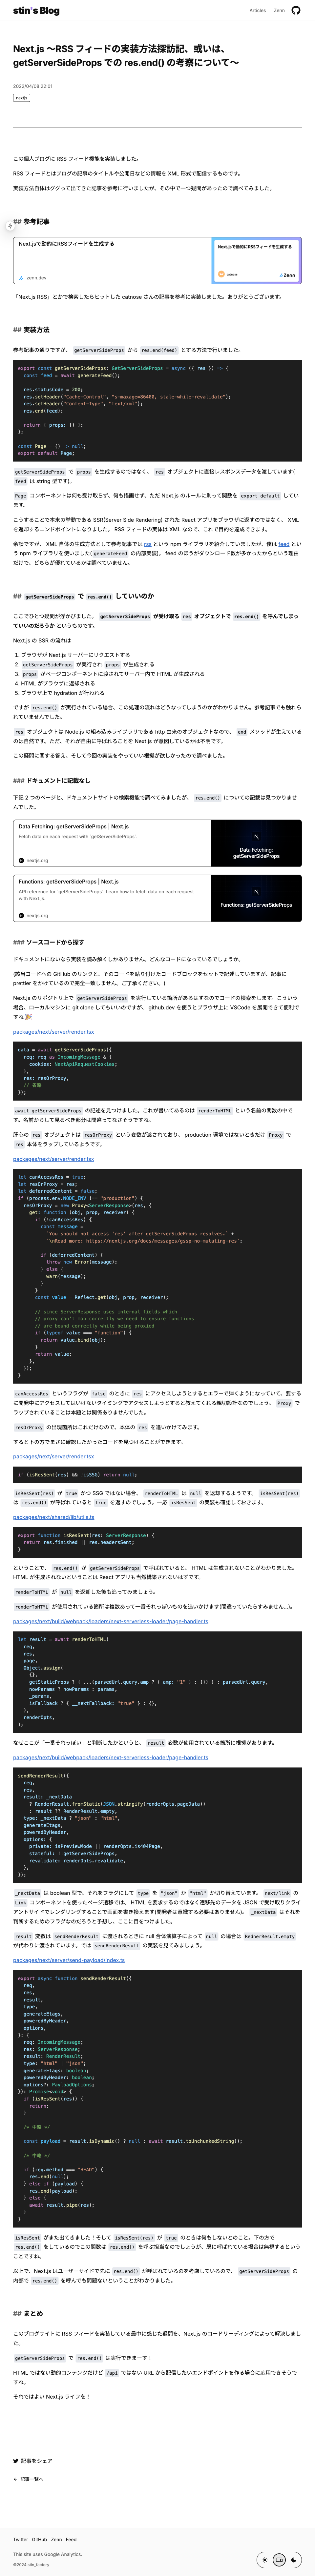 stin's Blog
Articles Zenn
Next.js 〜RSS フィードの実装方法探訪記、或いは、
getServerSideProps での res.end() の考察について〜
2022/04/08 22:01
nextjs
この個人ブログに RSS フィード機能を実装しました。
RSS フィードとはブログの記事のタイトルや公開日などの情報を XML 形式で配信するものです。
実装方法自体はググって出てきた記事を参考に行いましたが、その中で一つ疑問があったので調べてみました。
## 参考記事
Next.jsで動的にRSSフィードを生成する
zenn.dev
Next.jsで動的にRSSフィードを生成する
catnose
Zenn
「Next.js RSS」とかで検索したらヒットした catnose さんの記事を参考に実装しました。ありがとうございます。
## 実装方法
参考記事の通りですが、 getServerSideProps から res.end(feed) とする方法で行いました。
export const getServerSideProps: GetServerSideProps = async ({ res }) => {
const feed = await generateFeed();
res.statusCode = 200;
res.setHeader("Cache-Control", "s-maxage=86400, stale-while-revalidate");
res.setHeader("Content-Type", "text/xml");
res.end(feed);
return { props: {} };
};
const Page = () => null;
export default Page;
getServerSideProps で props を生成するのではなく、 res オブジェクトに直接レスポンスデータを渡しています(
feed は string 型です)。
Page コンポーネントは何も受け取らず、何も描画せず、ただ Next.js のルールに則って関数を export default してい
ます。
こうすることで本来の挙動である SSR(Server Side Rendering) された React アプリをブラウザに返すのではなく、 XML
を返却するエンドポイントになりました。 RSS フィードの実体は XML なので、これで目的を達成できます。
余談ですが、 XML 自体の生成方法として参考記事では rss という npm ライブラリを紹介していましたが、僕は feed とい
う npm ライブラリを使いました( generateFeed の内部実装)。 feed のほうがダウンロード数が多かったからという理由
だけで、どちらが優れているかは調べていません。
## getServerSideProps で res.end() していいのか
ここでひとつ疑問が浮かびました。 getServerSideProps が受け取る res オブジェクトで res.end() を呼んでしまっ
ていいのだろうか というものです。
Next.js の SSR の流れは
1. ブラウザが Next.js サーバーにリクエストする
2. getServerSideProps が実行され props が生成される
3. props がページコンポーネントに渡されてサーバー内で HTML が生成される
4. HTML がブラウザに返却される
5. ブラウザ上で hydration が行われる
ですが res.end() が実行されている場合、この処理の流れはどうなってしまうのかがわかりません。参考記事でも触れら
れていませんでした。
res オブジェクトは Node.js の組み込みライブラリである http 由来のオブジェクトなので、 end メソッドが生えている
のは自然です。ただ、それが自由に呼ばれることを Next.js が意図しているかは不明です。
この疑問に関する答え、そして今回の実装をやっていい根拠が欲しかったので調べました。
### ドキュメントに記載なし
下記 2 つのページと、ドキュメントサイトの検索機能で調べてみましたが、 res.end() についての記載は見つかりませ
んでした。
Data Fetching: getServerSideProps | Next.js
Fetch data on each request with `getServerSideProps`.
nextjs.org
Data Fetching:
getServerSideProps
Functions: getServerSideProps | Next.js
API reference for `getServerSideProps`. Learn how to fetch data on each request
with Next.js.
nextjs.org
Functions: getServerSideProps
### ソースコードから探す
ドキュメントにないなら実装を読み解くしかありません。どんなコードになっているでしょうか。
(該当コードへの GitHub のリンクと、そのコードを貼り付けたコードブロックをセットで記述していますが、記事に
prettier をかけているので完全一致はしません。ご了承ください。)
Next.js のリポジトリ上で getServerSideProps を実行している箇所があるはずなのでコードの検索をします。こういう
場合、ローカルマシンに git clone してもいいのですが、 github.dev を使うとブラウザ上に VSCode を展開できて便利で
すね🎉
packages/next/server/render.tsx
data = await getServerSideProps({
req: req as IncomingMessage & {
cookies: NextApiRequestCookies;
},
res: resOrProxy,
// 省略
});
await getServerSideProps の記述を見つけました。これが書いてあるのは renderToHTML という名前の関数の中で
す。名前からして見るべき部分は間違ってなさそうですね。
肝心の res オブジェクトは resOrProxy という変数が渡されており、 production 環境ではないときだけ Proxy で
res 本体をラップしているようです。
packages/next/server/render.tsx
let canAccessRes = true;
let resOrProxy = res;
let deferredContent = false;
if (process.env.NODE_ENV !== "production") {
resOrProxy = new Proxy<ServerResponse>(res, {
get: function (obj, prop, receiver) {
if (!canAccessRes) {
const message =
`You should not access 'res' after getServerSideProps resolves.` +
`\nRead more: https://nextjs.org/docs/messages/gssp-no-mutating-res`;
if (deferredContent) {
throw new Error(message);
} else {
warn(message);
}
}
const value = Reflect.get(obj, prop, receiver);
// since ServerResponse uses internal fields which
// proxy can't map correctly we need to ensure functions
// are bound correctly while being proxied
if (typeof value === "function") {
return value.bind(obj);
}
return value;
},
});
}
canAccessRes というフラグが false のときに res にアクセスしようとするとエラーで弾くようになっていて、要する
に開発中にアクセスしてはいけないタイミングでアクセスしようとすると教えてくれる親切設計なのでしょう。 Proxy で
ラップされていることは本題とは関係ありませんでした。
resOrProxy の出現箇所はこれだけなので、本体の res を追いかけてみます。
すると下の方でまさに確認したかったコードを見つけることができます。
packages/next/server/render.tsx
if (isResSent(res) && !isSSG) return null;
isResSent(res) が true かつ SSG ではない場合、 renderToHTML は null を返却するようです。 isResSent(res)
は res.end() が呼ばれていると true を返すのでしょう。一応 isResSent の実装も確認しておきます。
packages/next/shared/lib/utils.ts
export function isResSent(res: ServerResponse) {
return res.finished || res.headersSent;
}
ということで、 res.end() が getServerSideProps で呼ばれていると、 HTML は生成されないことがわかりました。
HTML が生成されないということは React アプリも当然構築されないはずです。
renderToHTML が null を返却した後も追ってみましょう。
renderToHTML が使用されている箇所は複数あって一番それっぽいものを追いかけます(間違っていたらすみません...)。
packages/next/build/webpack/loaders/next-serverless-loader/page-handler.ts
let result = await renderToHTML(
req,
res,
page,
Object.assign(
{},
getStaticProps ? { ...(parsedUrl.query.amp ? { amp: "1" } : {}) } : parsedUrl.query,
nowParams ? nowParams : params,
_params,
isFallback ? { __nextFallback: "true" } : {},
),
renderOpts,
);
なぜここが「一番それっぽい」と判断したかというと、 result 変数が使用されている箇所に根拠があります。
packages/next/build/webpack/loaders/next-serverless-loader/page-handler.ts
sendRenderResult({
req,
res,
result: _nextData
? RenderResult.fromStatic(JSON.stringify(renderOpts.pageData))
: result ?? RenderResult.empty,
type: _nextData ? "json" : "html",
generateEtags,
poweredByHeader,
options: {
private: isPreviewMode || renderOpts.is404Page,
stateful: !!getServerSideProps,
revalidate: renderOpts.revalidate,
},
});
_nextData は boolean 型で、それをフラグにして type を "json" か "html" かが切り替えています。 next/link の
Link コンポーネントを使ったページ遷移では、 HTML を要求するのではなく遷移先のデータを JSON で受け取りクライ
アントサイドでレンダリングすることで画面を書き換えます(開発者は意識する必要はありません)。 _nextData はそれを
判断するためのフラグなのだろうと予想し、ここに目をつけました。
result 変数は sendRenderResult に渡されるときに null 合体演算子によって null の場合は RednerResult.empty
が代わりに渡されています。では sendRenderResult の実装を見てみましょう。
packages/next/server/send-payload/index.ts
export async function sendRenderResult({
req,
res,
result,
type,
generateEtags,
poweredByHeader,
options,
}: {
req: IncomingMessage;
res: ServerResponse;
result: RenderResult;
type: "html" | "json";
generateEtags: boolean;
poweredByHeader: boolean;
options?: PayloadOptions;
}): Promise<void> {
if (isResSent(res)) {
return;
}
/* 中略 */
const payload = result.isDynamic() ? null : await result.toUnchunkedString();
/* 中略 */
if (req.method === "HEAD") {
res.end(null);
} else if (payload) {
res.end(payload);
} else {
await result.pipe(res);
}
}
isResSent がまた出てきました！そして isResSent(res) が true のときは何もしないとのこと。下の方で
res.end() をしているのでこの関数は res.end() を呼ぶ担当なのでしょうが、既に呼ばれている場合は無視するという
ことですね。
以上で、Next.js はユーザーサイドで先に res.end() が呼ばれているのを考慮しているので、 getServerSideProps の
内部で res.end() を呼んでも問題ないということがわかりました。
## まとめ
このブログサイトに RSS フィードを実装している最中に感じた疑問を、Next.js のコードリーディングによって解決しまし
た。
getServerSideProps で res.end() は実行できまーす！
HTML ではない動的コンテンツだけど /api ではない URL から配信したいエンドポイントを作る場合に応用できそうで
すね。
それではよい Next.js ライフを！
記事をシェア
← 記事一覧へ
Twitter GitHub Zenn Feed
This site uses Google Analytics.
©2024 stin_factory